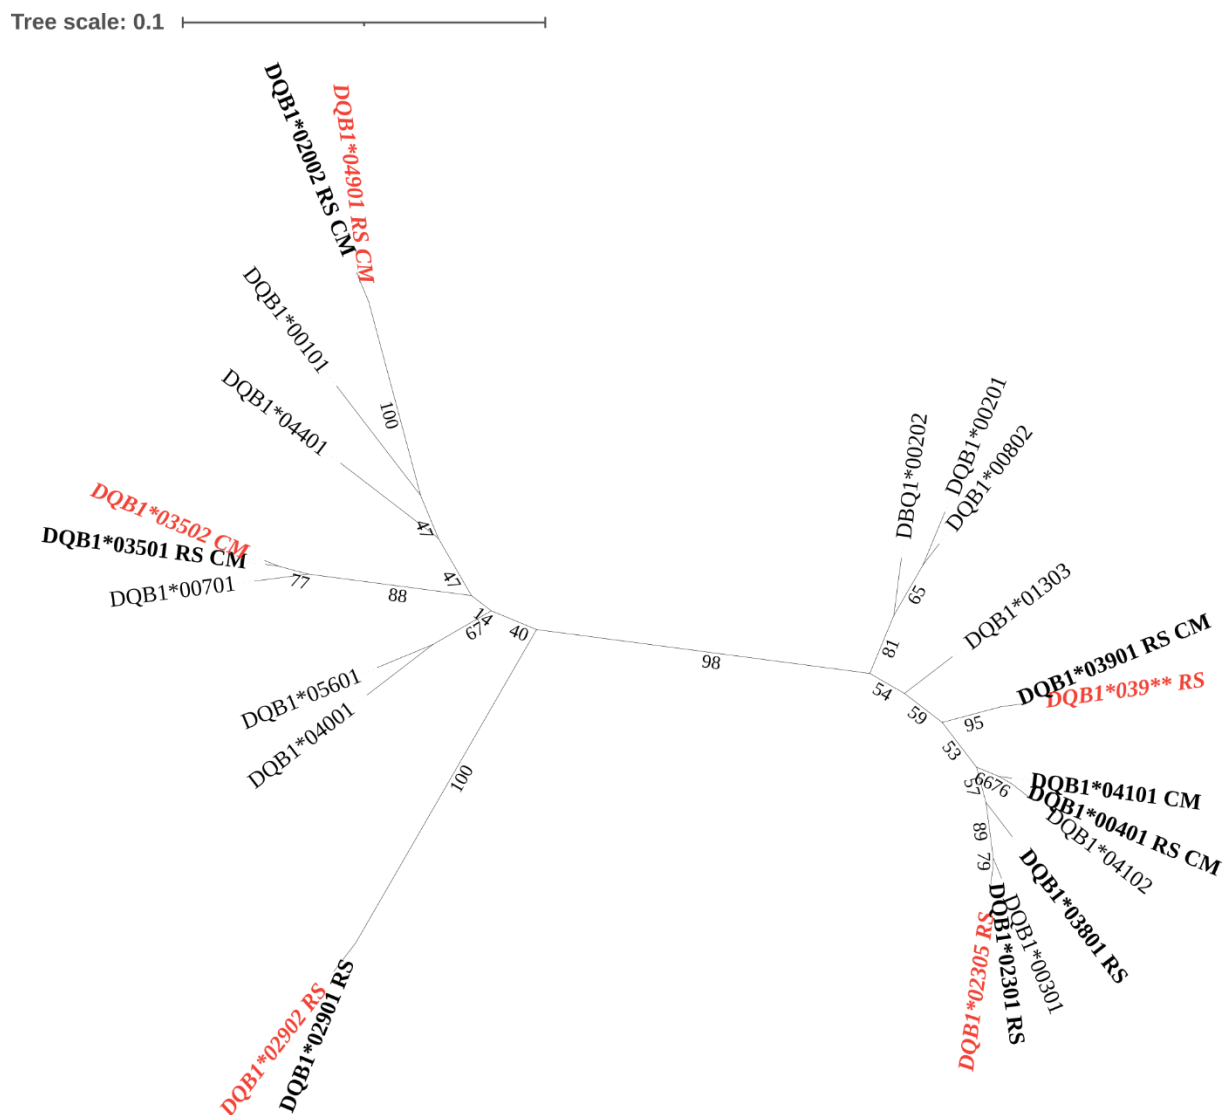 Tree scale: 0.1
DQB1*02002 RS CM
DQB1*04901 RS CM
DQB1*00101
DQB1*04401
100
47
DQB1*03502 CM
DQB1*03501 RS CM
DQB1*00701
77
88
47
14
67
40
98
DQB1*05601
DQB1*04001
100
DQB1*02902 RS
DQB1*02901 RS
DBQ1*00202
DQB1*00201
DQB1*00802
65
81
DQB1*01303
54
59
DQB1*03901 RS CM
DQB1*039** RS
95
53
6676
57
DQB1*04101 CM
DQB1*00401 RS CM
DQB1*04102
89
79
DQB1*03801 RS
DQB1*00301
DQB1*02301 RS
DQB1*02305 RS